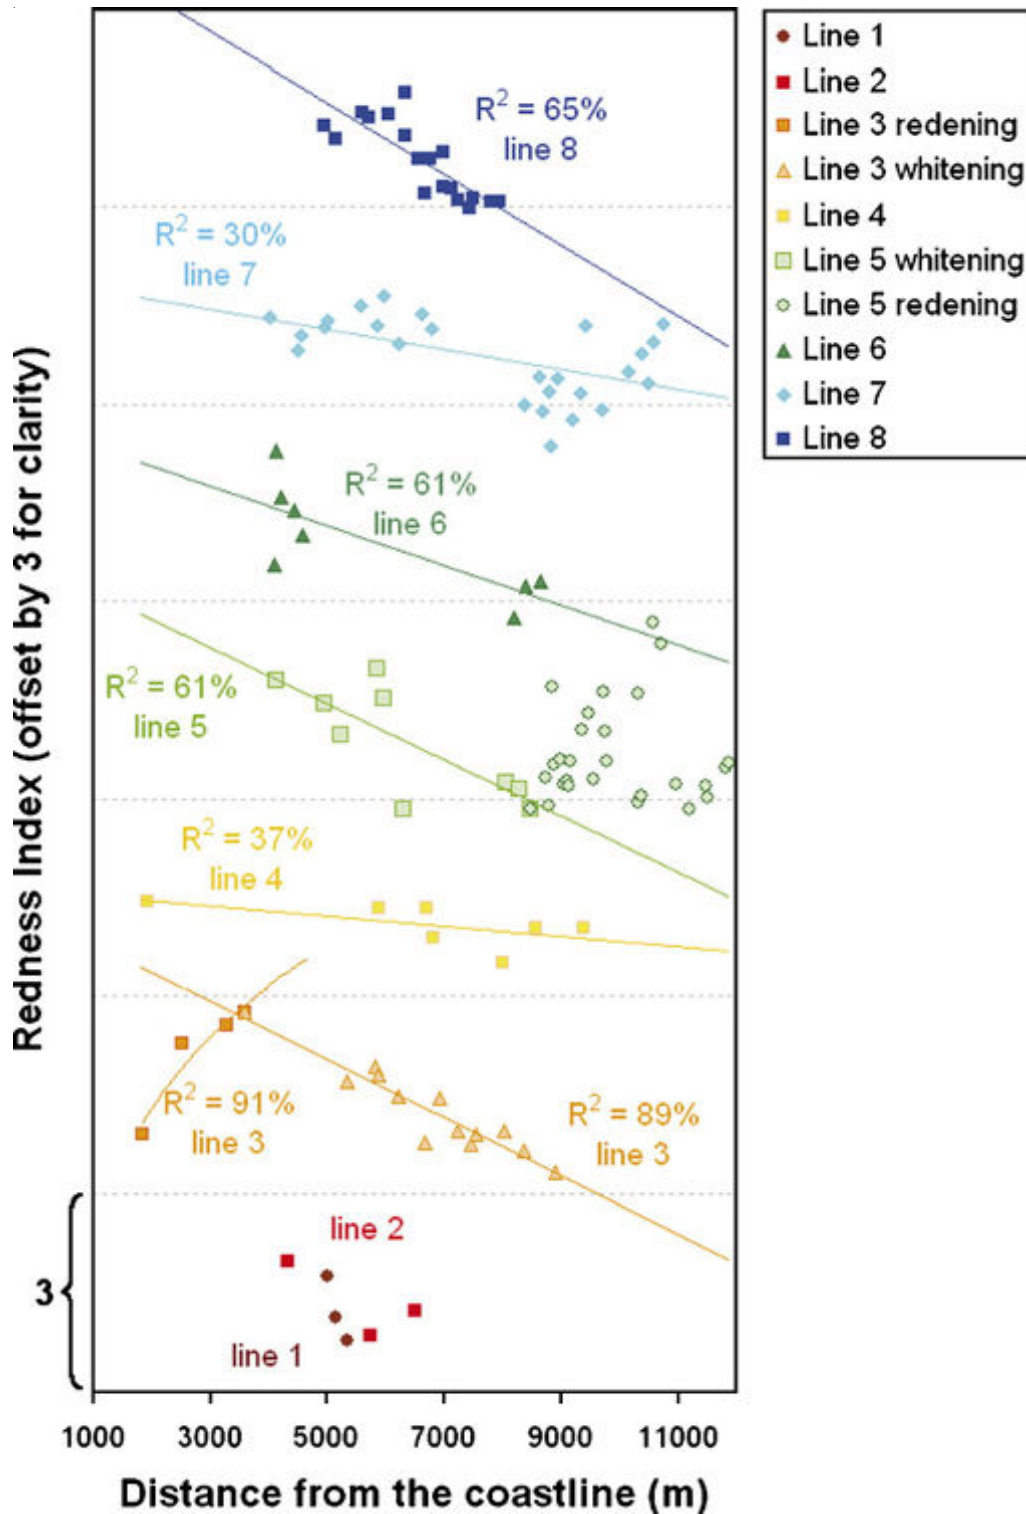 R² = 65%
line 8
R² = 30%
line 7
R² = 61%
line 6
R² = 61%
line 5
R² = 37%
line 4
R² = 91%
line 3
R² = 89%
line 3
line 2
line 1
3
Redness Index (offset by 3 for clarity)
1000 3000 5000 7000 9000 11000
Distance from the coastline (m)
Line 1
Line 2
Line 3 redening
Line 3 whitening
Line 4
Line 5 whitening
Line 5 redening
Line 6
Line 7
Line 8